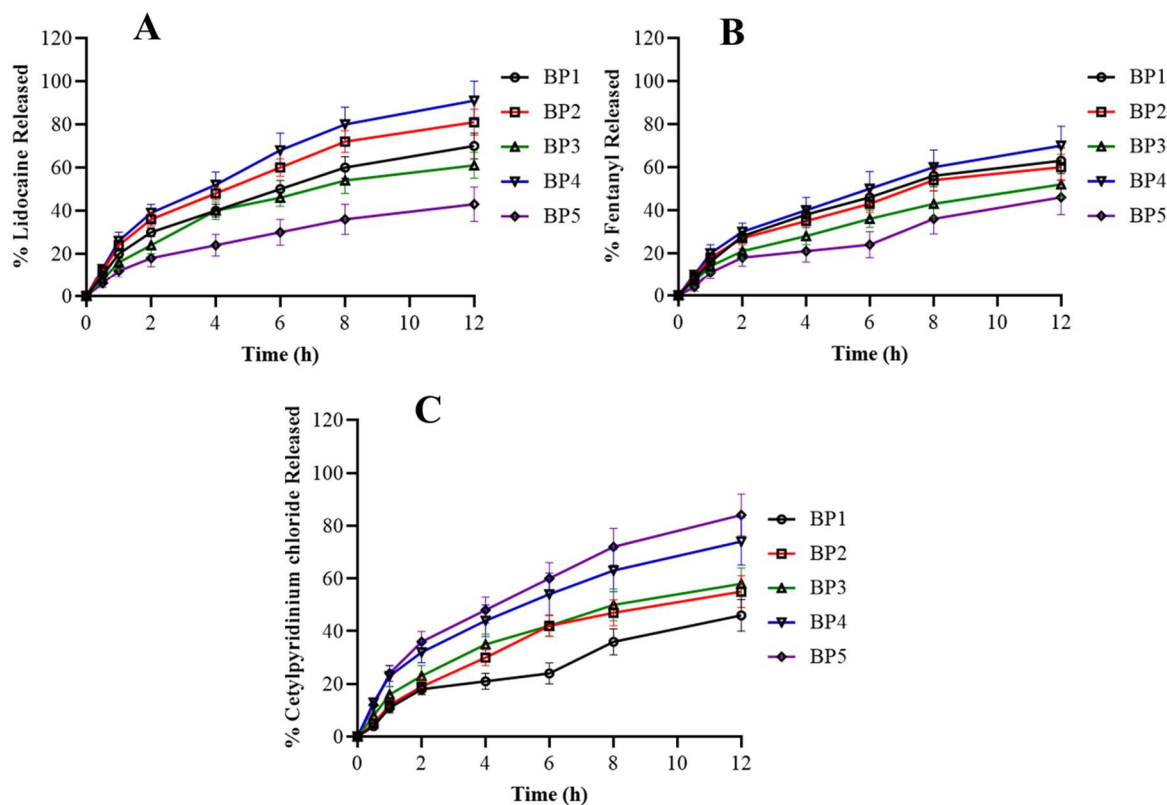 A
% Lidocaine Released
120
100
80
60
40
20
0
0 2 4 6 8 10 12
Time (h)
BP1
BP2
BP3
BP4
BP5
B
% Fentanyl Released
120
100
80
60
40
20
0
0 2 4 6 8 10 12
Time (h)
BP1
BP2
BP3
BP4
BP5
C
% Cetylpyridinium chloride Released
120
100
80
60
40
20
0
0 2 4 6 8 10 12
Time (h)
BP1
BP2
BP3
BP4
BP5